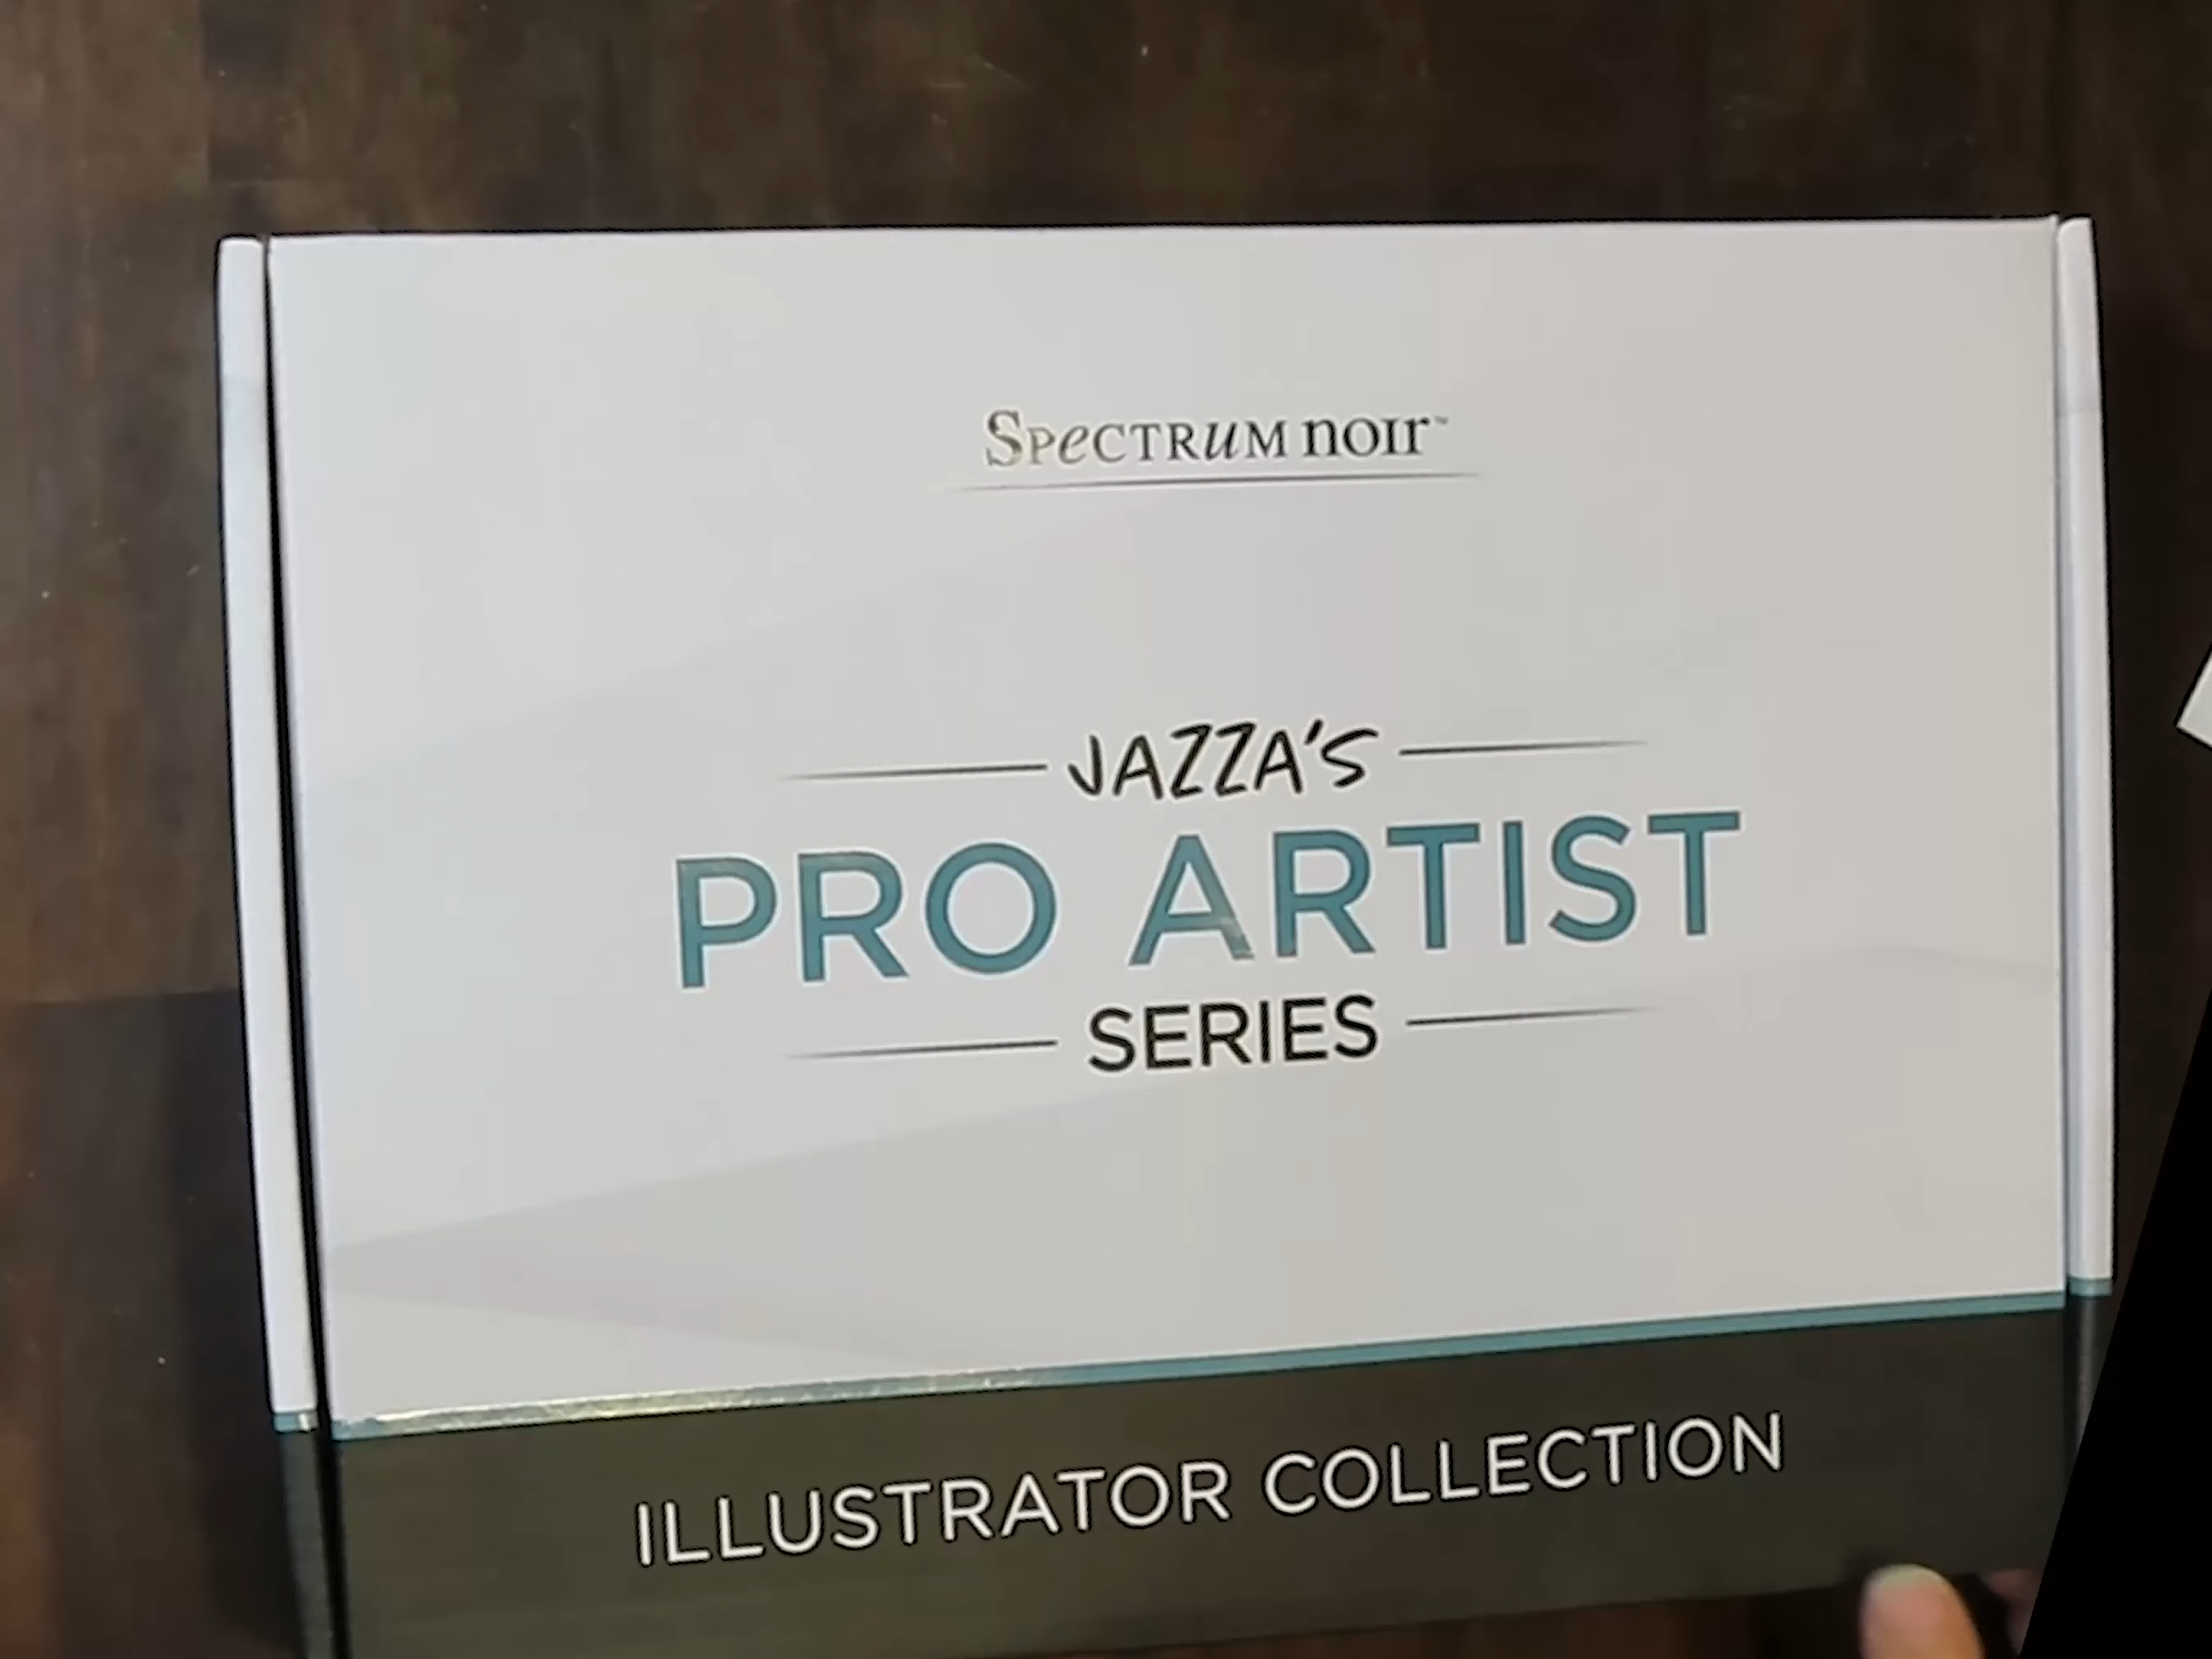 SPeCTRuM noir™
JAZZA'S
PRO ARTIST
SERIES
ILLUSTRATOR COLLECTION